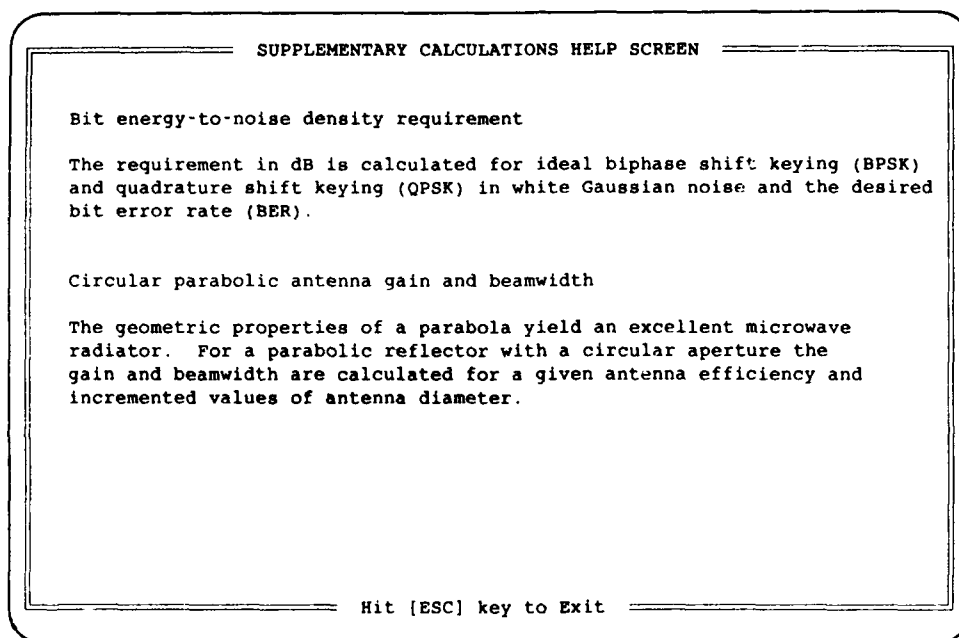 SUPPLEMENTARY CALCULATIONS HELP SCREEN
Bit energy-to-noise density requirement
The requirement in dB is calculated for ideal biphase shift keying (BPSK)
and quadrature shift keying (QPSK) in white Gaussian noise and the desired
bit error rate (BER).
Circular parabolic antenna gain and beamwidth
The geometric properties of a parabola yield an excellent microwave
radiator. For a parabolic reflector with a circular aperture the
gain and beamwidth are calculated for a given antenna efficiency and
incremented values of antenna diameter.
Hit [ESC] key to Exit